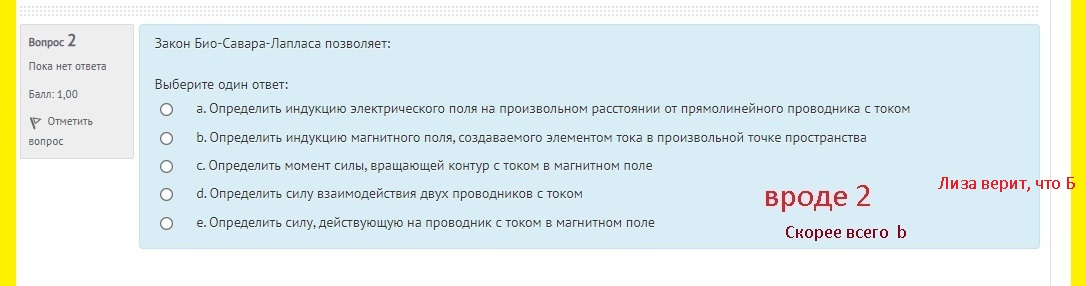 Вопрос 2
Пока нет ответа
Балл: 1,00
Отметить
вопрос
Закон Био-Савара-Лапласа позволяет:
Выберите один ответ:
a. Определить индукцию электрического поля на произвольном расстоянии от прямолинейного проводника с током
b. Определить индукцию магнитного поля, создаваемого элементом тока в произвольной точке пространства
c. Определить момент силы, вращающей контур с током в магнитном поле
d. Определить силу взаимодействия двух проводников с током
e. Определить силу, действующую на проводник с током в магнитном поле
вроде 2
Лиза верит, что Б
Скорее всего b